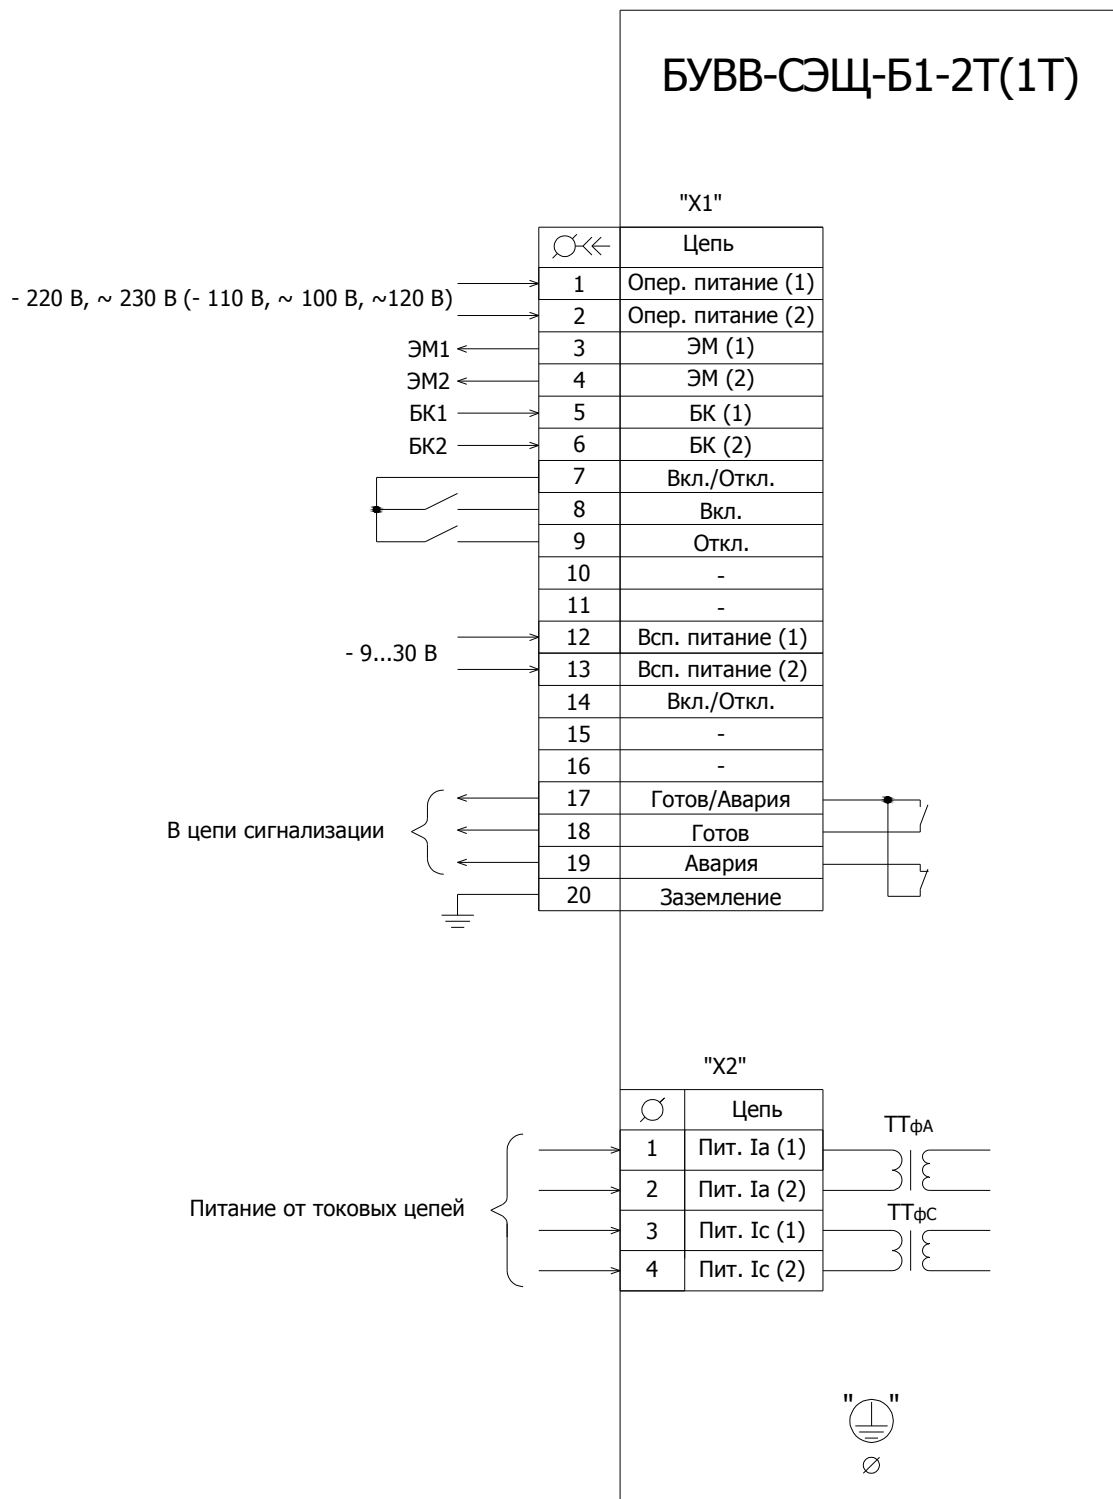 БУВВ-СЭЩ-Б1-2Т(1Т)
"X1"
Цепь
- 220 В, ~ 230 В (- 110 В, ~ 100 В, ~120 В)
1 Опер. питание (1)
2 Опер. питание (2)
ЭМ1 3 ЭМ (1)
ЭМ2 4 ЭМ (2)
БК1 5 БК (1)
БК2 6 БК (2)
7 Вкл./Откл.
8 Вкл.
9 Откл.
10 -
11 -
- 9...30 В
12 Всп. питание (1)
13 Всп. питание (2)
14 Вкл./Откл.
15 -
16 -
В цепи сигнализации
17 Готов/Авария
18 Готов
19 Авария
20 Заземление
"X2"
Цепь
Питание от токовых цепей
1 Пит. Ia (1)
2 Пит. Ia (2)
3 Пит. Ic (1)
4 Пит. Ic (2)
ТТфА
ТТфС
" "